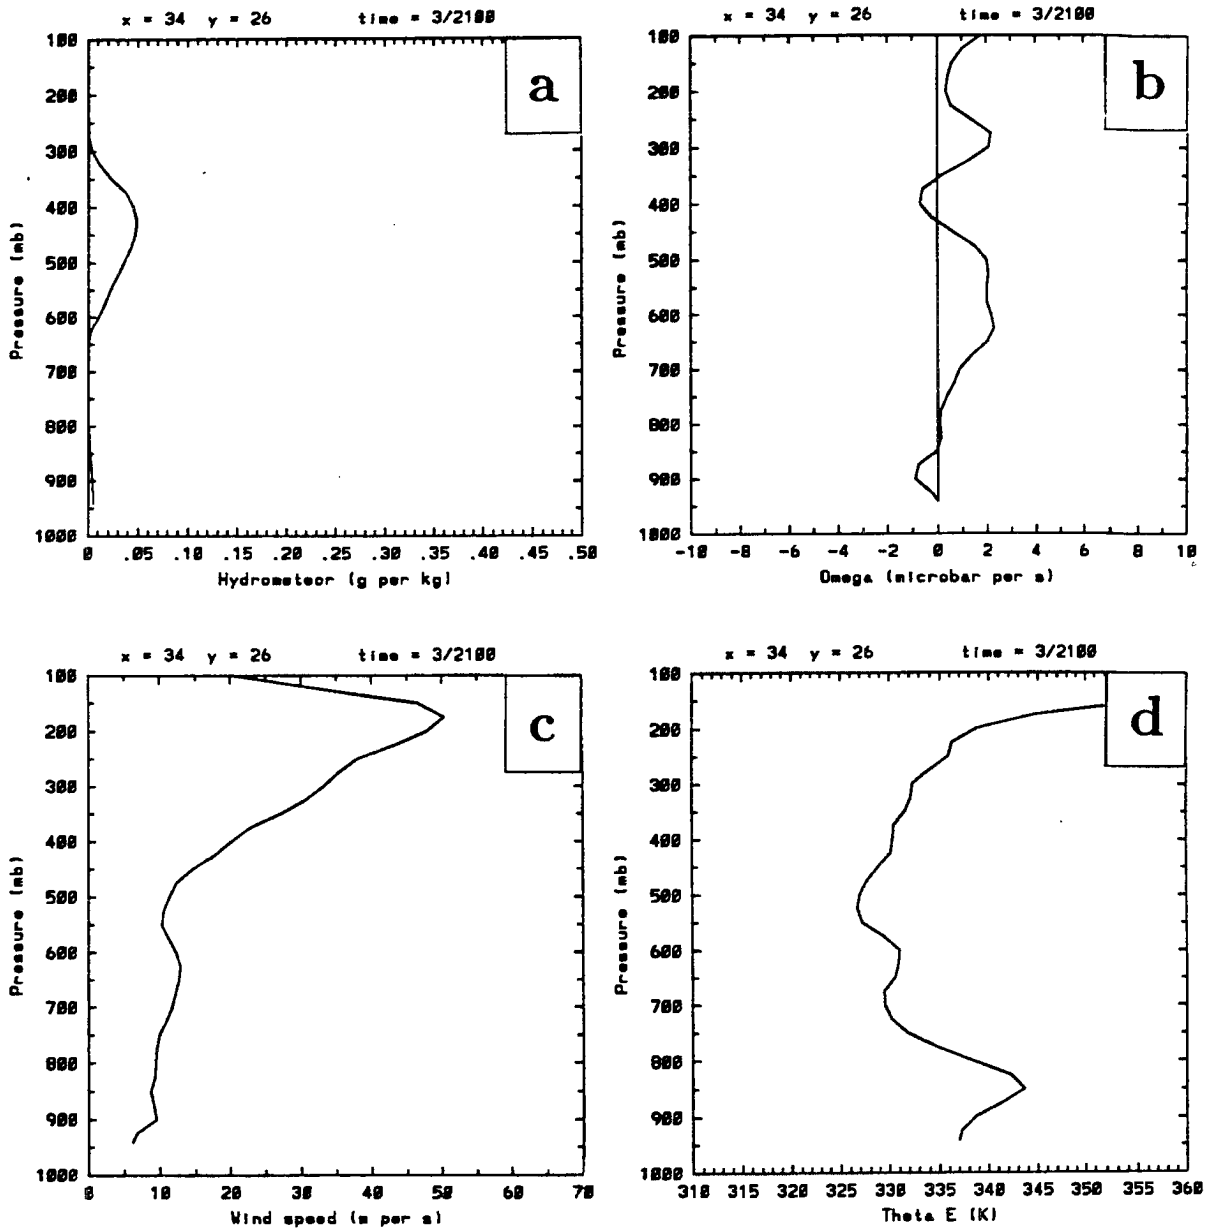 x = 34 y = 26 time = 3/2100
a
100
200
300
400
500
600
700
800
900
1000
Pressure (mb)
0 .05 .10 .15 .20 .25 .30 .35 .40 .45 .50
Hydrometeor (g per kg)
x = 34 y = 26 time = 3/2100
b
100
200
300
400
500
600
700
800
900
1000
Pressure (mb)
-10 -8 -6 -4 -2 0 2 4 6 8 10
Omega (microbar per s)
x = 34 y = 26 time = 3/2100
c
100
200
300
400
500
600
700
800
900
1000
Pressure (mb)
0 10 20 30 40 50 60 70
Wind speed (m per s)
x = 34 y = 26 time = 3/2100
d
100
200
300
400
500
600
700
800
900
1000
Pressure (mb)
310 315 320 325 330 335 340 345 350 355 360
Theta E (K)